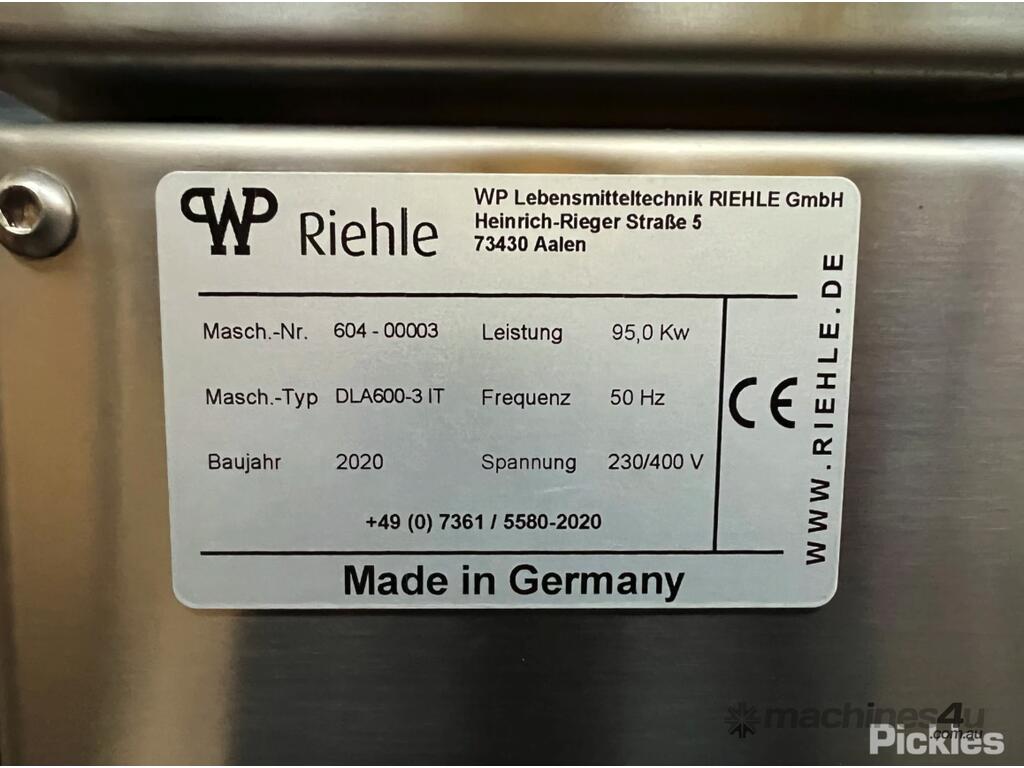 WP Riehle
WP Lebensmitteltechnik RIEHLE GmbH
Heinrich-Rieger Straße 5
73430 Aalen
Masch.-Nr. 604 - 00003 Leistung 95,0 Kw
Masch.-Typ DLA600-3 IT Frequenz 50 Hz
Baujahr 2020 Spannung 230/400 V
+49 (0) 7361 / 5580-2020
CE
WWW.RIEHLE.DE
Made in Germany
machines4u
.com.au
Pickles